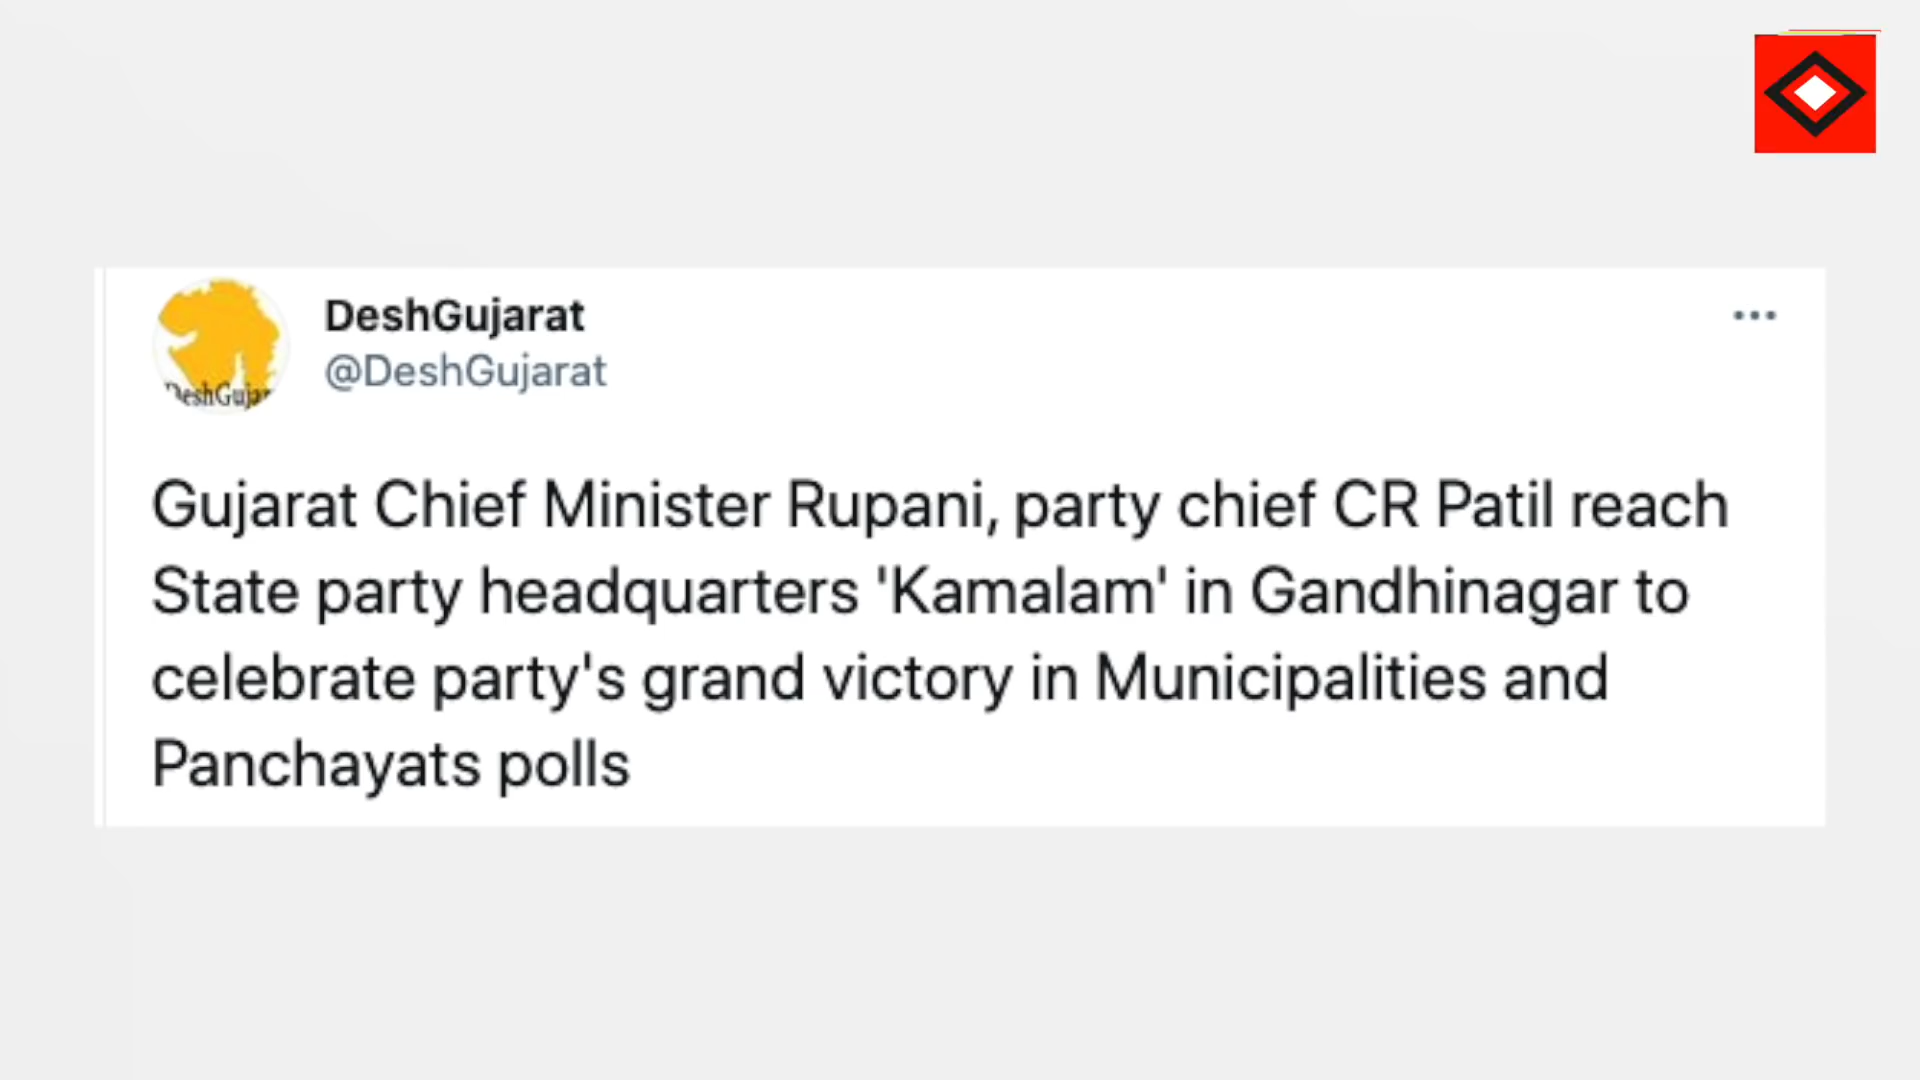 DeshGujarat
@DeshGujarat
Gujarat Chief Minister Rupani, party chief CR Patil reach
State party headquarters 'Kamalam' in Gandhinagar to
celebrate party's grand victory in Municipalities and
Panchayats polls